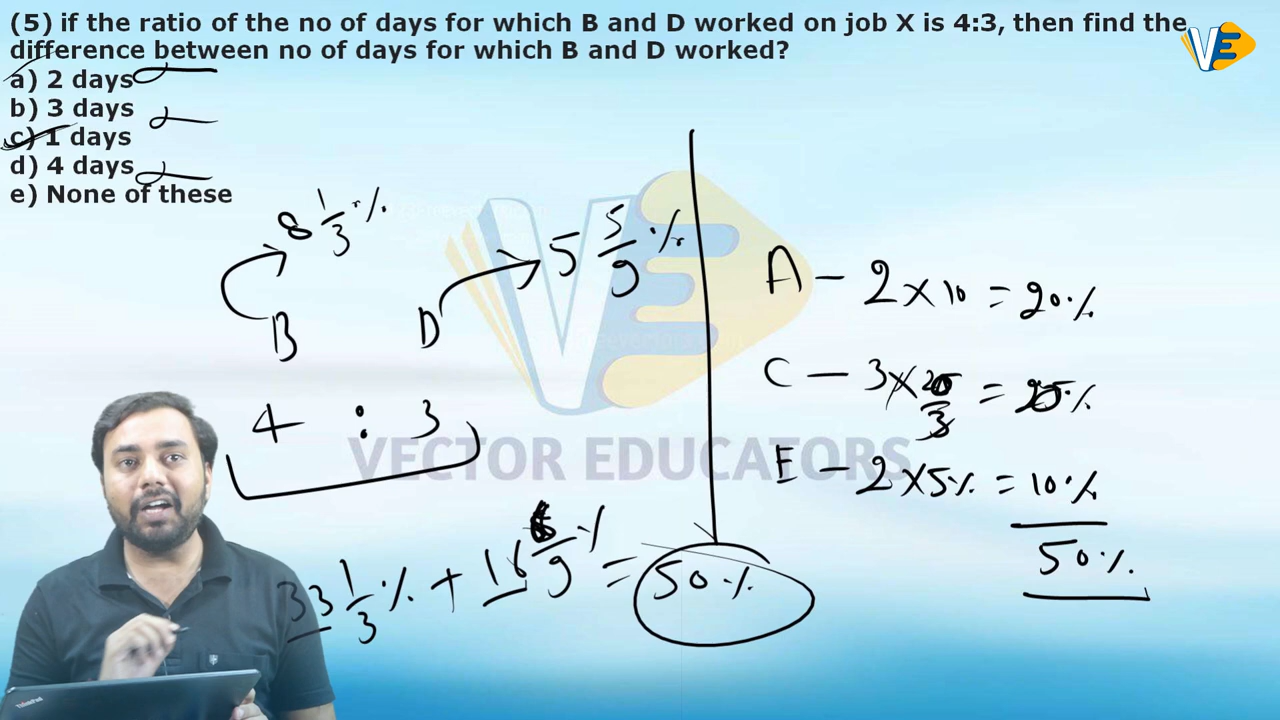 (5) if the ratio of the no of days for which B and D worked on job X is 4:3, then find the
difference between no of days for which B and D worked?
a) 2 days
b) 3 days
c) 1 days
d) 4 days
e) None of these
VE
8 1/3 %
5 5/9 %
B D
4 : 3
A - 2 x 10 = 20%
C - 3 x 25/3 = 25%
E - 2 x 5% = 10%
50%
VECTOR EDUCATORS
33 1/3 % + 16 6/9 % = 50%